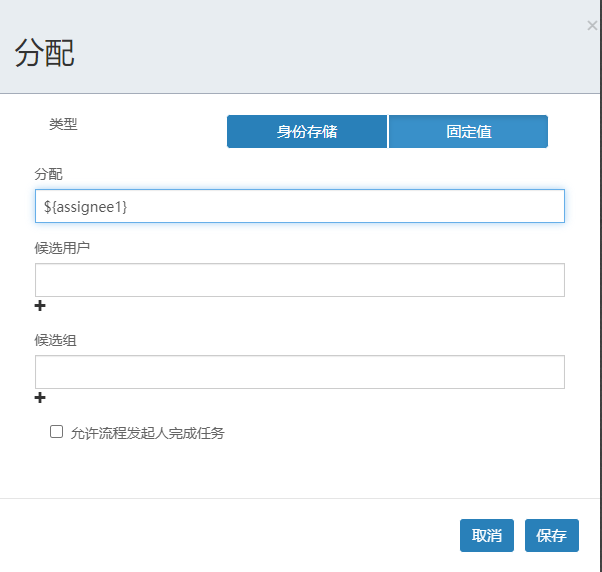 ×
分配
类型
身份存储 固定值
分配
${assignee1}
候选用户
+
候选组
+
允许流程发起人完成任务
取消 保存